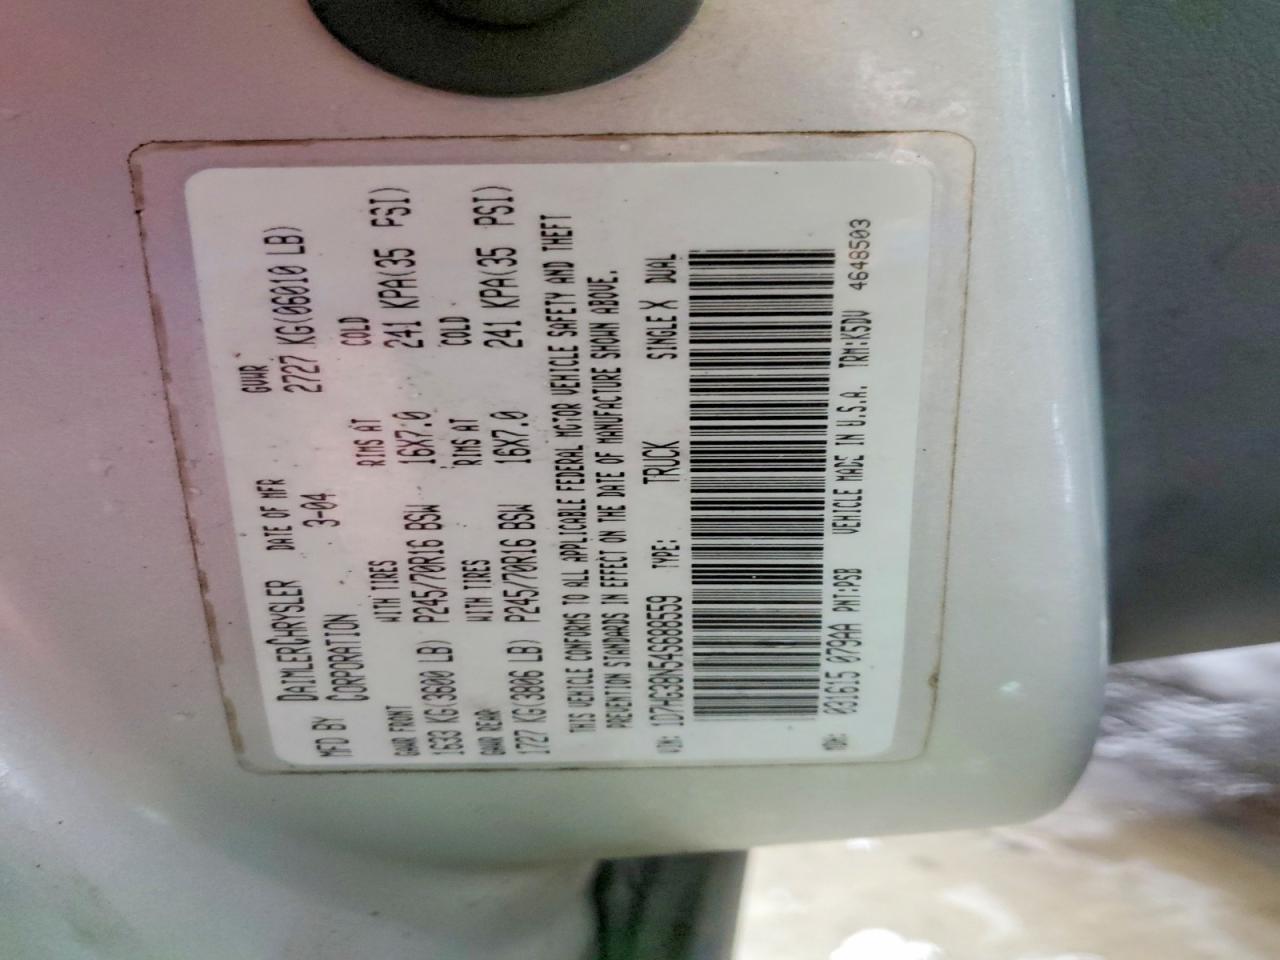 MFD BY DAIMLERCHRYSLER CORPORATION DATE OF MFR 3-04 GVWR 2727 KG(06010 LB)
GAWR FRONT WITH TIRES RIMS AT COLD
1633 KG(3600 LB) P245/70R16 BSW 16X7.0 241 KPA(35 PSI)
GAWR REAR WITH TIRES RIMS AT COLD
1727 KG(3806 LB) P245/70R16 BSW 16X7.0 241 KPA(35 PSI)
THIS VEHICLE CONFORMS TO ALL APPLICABLE FEDERAL MOTOR VEHICLE SAFETY AND THEFT
PREVENTION STANDARDS IN EFFECT ON THE DATE OF MANUFACTURE SHOWN ABOVE.
VIN: 1D7HG38N54S688559 TYPE: TRUCK SINGLE X DUAL
MDH: 031615 079AA PNT:PSB VEHICLE MADE IN U.S.A. TRM:K5DV 4648503